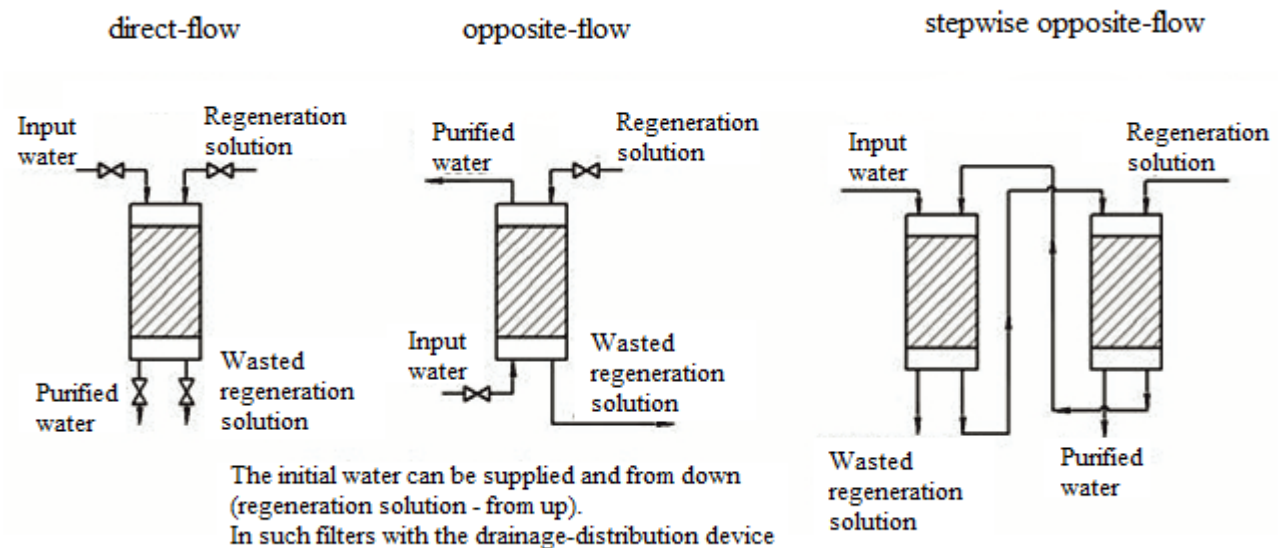 direct-flow
opposite-flow
stepwise opposite-flow
Input
water
Regeneration
solution
Purified
water
Wasted
regeneration
solution
Purified
water
Regeneration
solution
Input
water
Wasted
regeneration
solution
Input
water
Regeneration
solution
Wasted
regeneration
solution
Purified
water
The initial water can be supplied and from down
(regeneration solution - from up).
In such filters with the drainage-distribution device